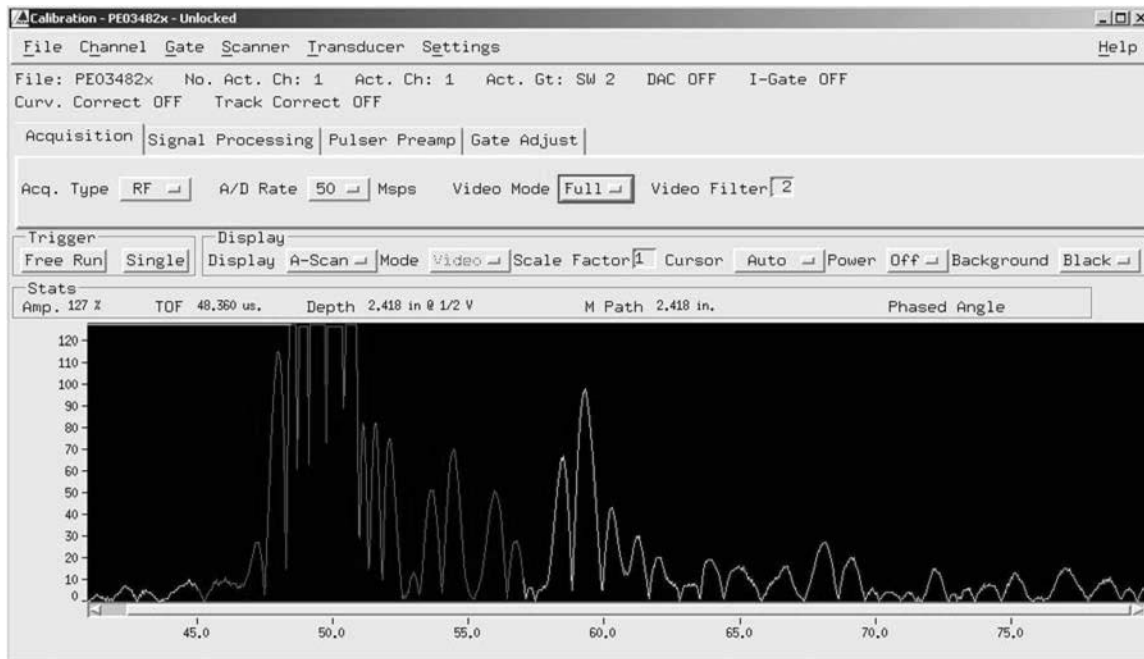 Calibration - PE03482x - Unlocked
File Channel Gate Scanner Transducer Settings Help
File: PE03482x No. Act. Ch: 1 Act. Ch: 1 Act. Gt: SW 2 DAC OFF I-Gate OFF
Curv. Correct OFF Track Correct OFF
Acquisition Signal Processing Pulser Preamp Gate Adjust
Acq. Type RF A/D Rate 50 Msps Video Mode Full Video Filter 2
Trigger Display
Free Run Single Display A-Scan Mode Video Scale Factor 1 Cursor Auto Power Off Background Black
Stats
Amp. 127 % TOF 48.360 us. Depth 2.418 in @ 1/2 V M Path 2.418 in. Phased Angle
120
110
100
90
80
70
60
50
40
30
20
10
0
45.0 50.0 55.0 60.0 65.0 70.0 75.0